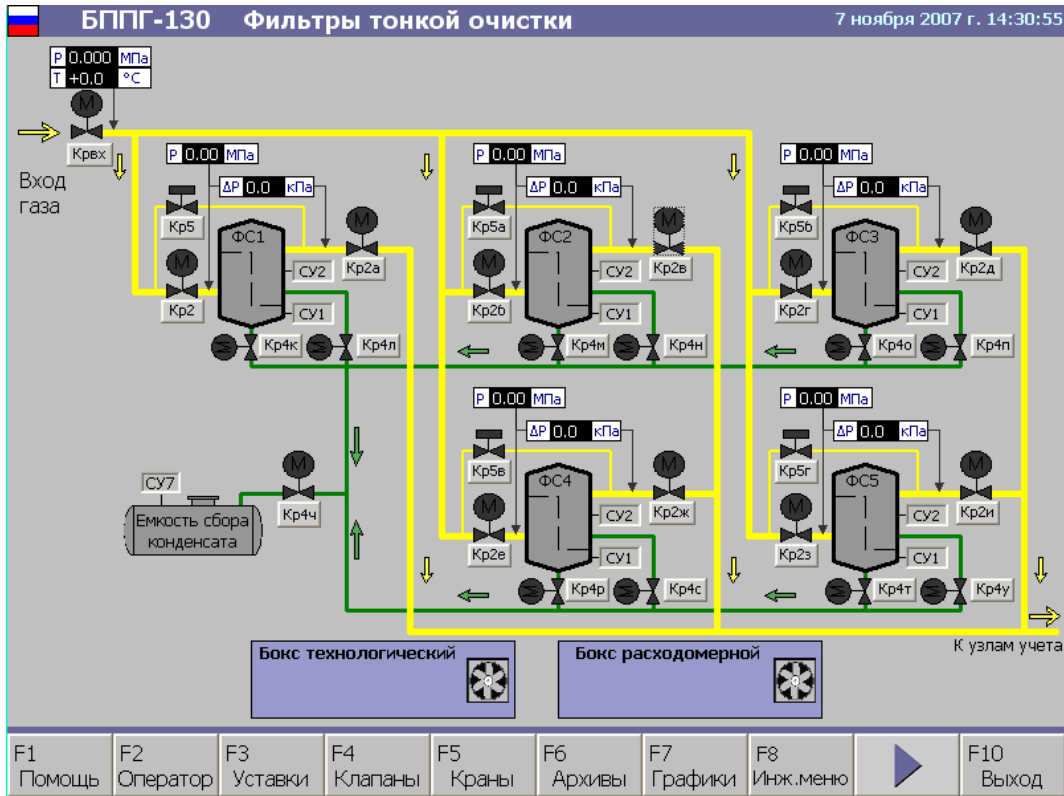 БППГ-130 Фильтры тонкой очистки 7 ноября 2007 г. 14:30:55
P 0.000 МПа
T +0.0 °C
Крвх
Вход
газа
P 0.00 МПа
ΔP 0.0 кПа
Кр5
ФС1
Кр2а
СУ2
Кр2
СУ1
Кр4к
Кр4л
P 0.00 МПа
ΔP 0.0 кПа
Кр5а
ФС2
Кр2в
СУ2
Кр2б
СУ1
Кр4м
Кр4н
P 0.00 МПа
ΔP 0.0 кПа
Кр5б
ФС3
Кр2д
СУ2
Кр2г
СУ1
Кр4о
Кр4п
СУ7
Кр4ч
Емкость сбора
конденсата
P 0.00 МПа
ΔP 0.0 кПа
Кр5в
ФС4
Кр2ж
СУ2
Кр2е
СУ1
Кр4р
Кр4с
P 0.00 МПа
ΔP 0.0 кПа
Кр5г
ФС5
Кр2и
СУ2
Кр2з
СУ1
Кр4т
Кр4у
К узлам учета
Бокс технологический
Бокс расходомерной
F1
Помощь
F2
Оператор
F3
Уставки
F4
Клапаны
F5
Краны
F6
Архивы
F7
Графики
F8
Инж.меню
F10
Выход